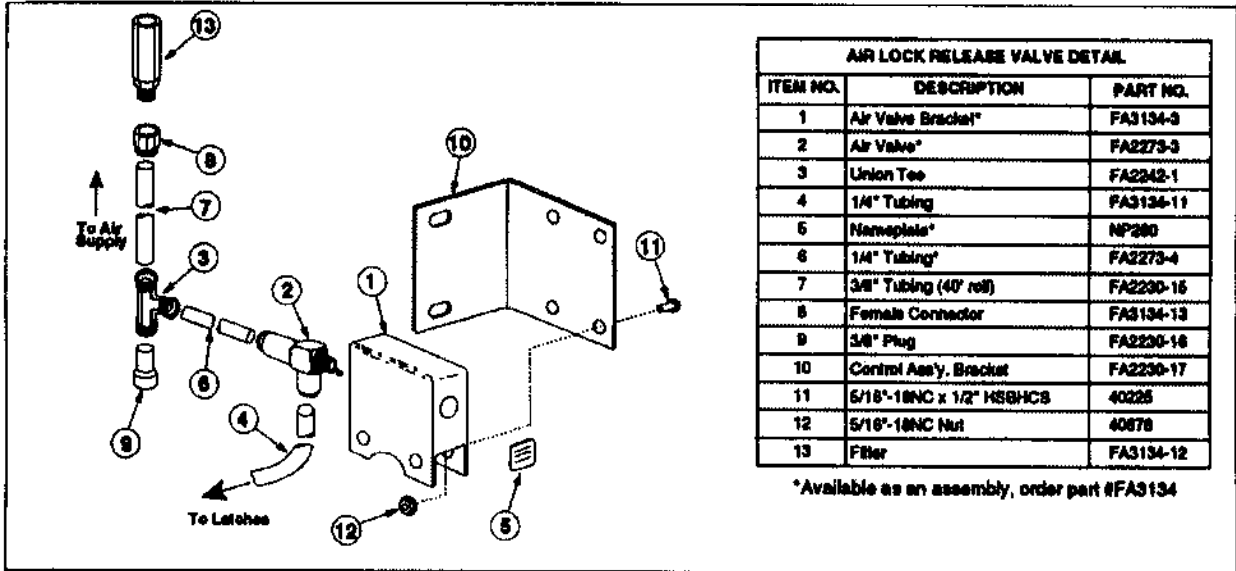 13
8
10
7
To Air
Supply
3
11
2
1
6
9
4
To Latches
12
5
AIR LOCK RELEASE VALVE DETAIL
ITEM NO. DESCRIPTION PART NO.
1 Air Valve Bracket* FA3134-3
2 Air Valve* FA2273-3
3 Union Tee FA2242-1
4 1/4" Tubing FA3134-11
5 Nameplate* NP280
6 1/4" Tubing* FA2273-4
7 3/8" Tubing (40' roll) FA2230-15
8 Female Connector FA3134-13
9 3/8" Plug FA2230-16
10 Control Ass'y. Bracket FA2230-17
11 5/16"-18NC x 1/2" HSBHCS 40225
12 5/16"-18NC Nut 40678
13 Filter FA3134-12
*Available as an assembly, order part #FA3134